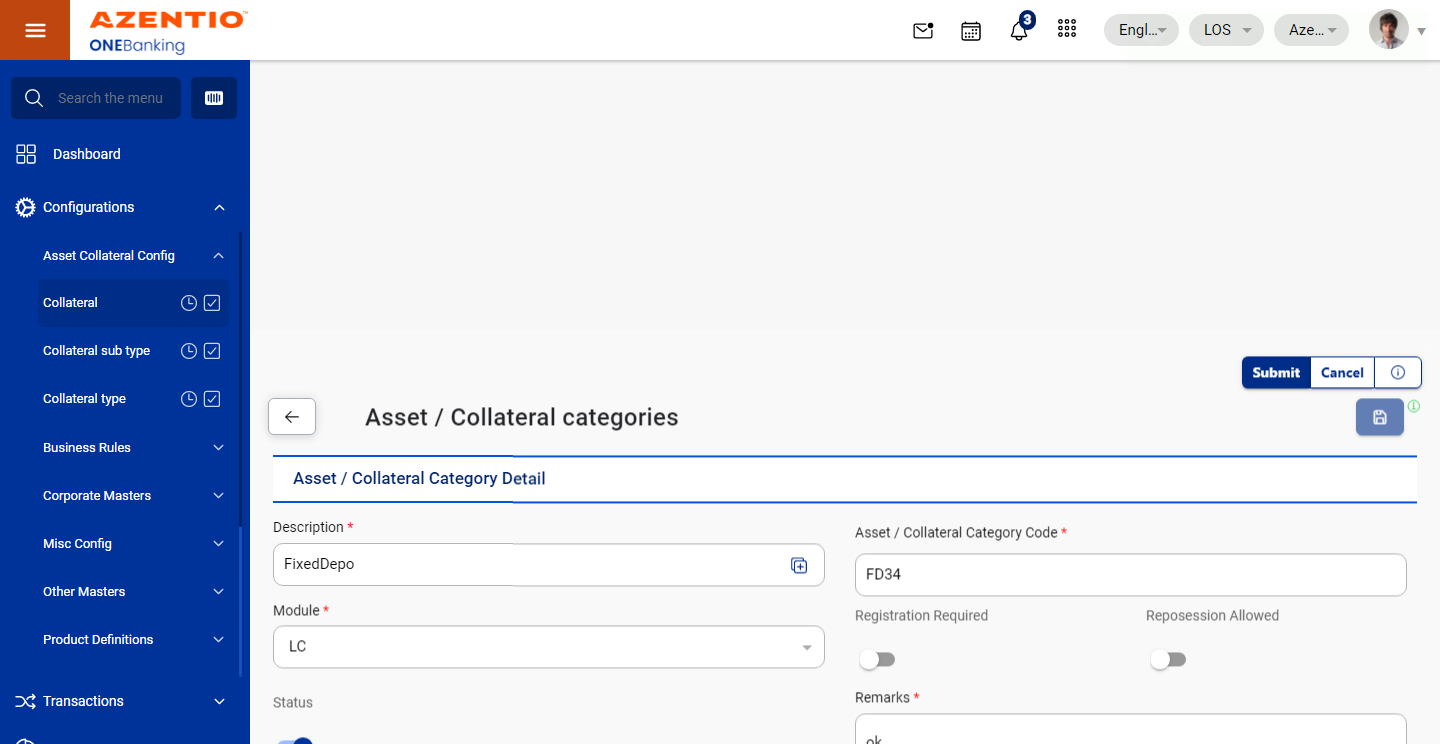 AZENTIO™
ONEBanking
3
Engl...
LOS
Aze...
Search the menu
Dashboard
Configurations
Asset Collateral Config
Collateral
Collateral sub type
Collateral type
Business Rules
Corporate Masters
Misc Config
Other Masters
Product Definitions
Transactions
Submit
Cancel
Asset / Collateral categories
Asset / Collateral Category Detail
Description *
FixedDepo
Asset / Collateral Category Code *
FD34
Module *
LC
Registration Required
Reposession Allowed
Status
Remarks *
ok